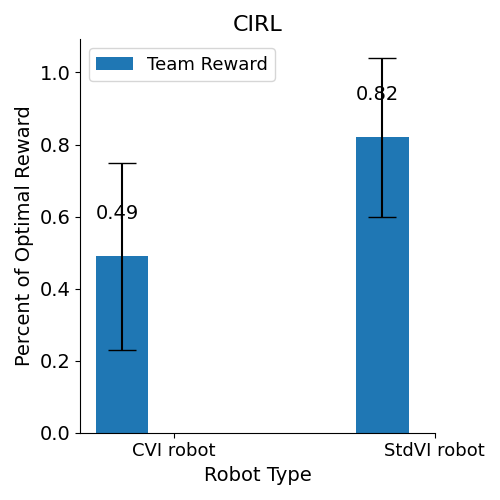 CIRL
Team Reward
Percent of Optimal Reward
1.0
0.8
0.6
0.4
0.2
0.0
0.49
0.82
CVI robot
StdVI robot
Robot Type